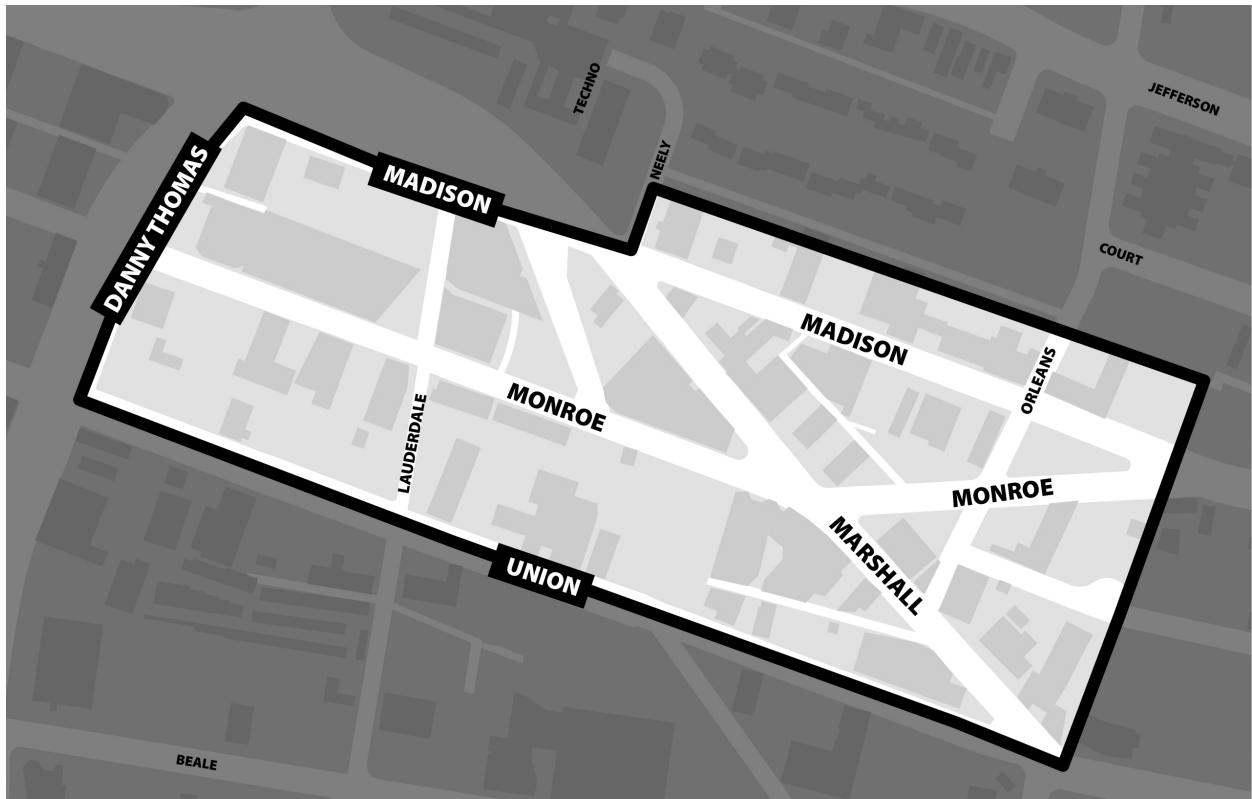 TECHNO
JEFFERSON
NEELY
MADISON
DANNY THOMAS
COURT
MADISON
ORLEANS
MONROE
LAUDERDALE
MONROE
MARSHALL
UNION
BEALE